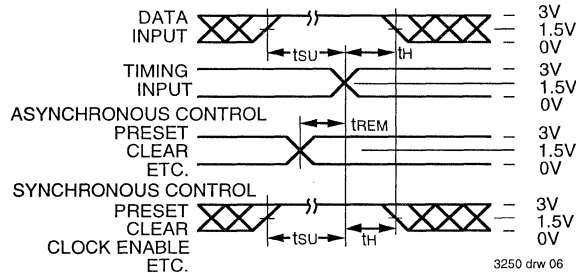 DATA INPUT
3V
1.5V
0V
tSU
tH
TIMING INPUT
3V
1.5V
0V
ASYNCHRONOUS CONTROL
tREM
PRESET
CLEAR
ETC.
3V
1.5V
0V
SYNCHRONOUS CONTROL
PRESET
CLEAR
CLOCK ENABLE
ETC.
3V
1.5V
0V
tSU
tH
3250 drw 06